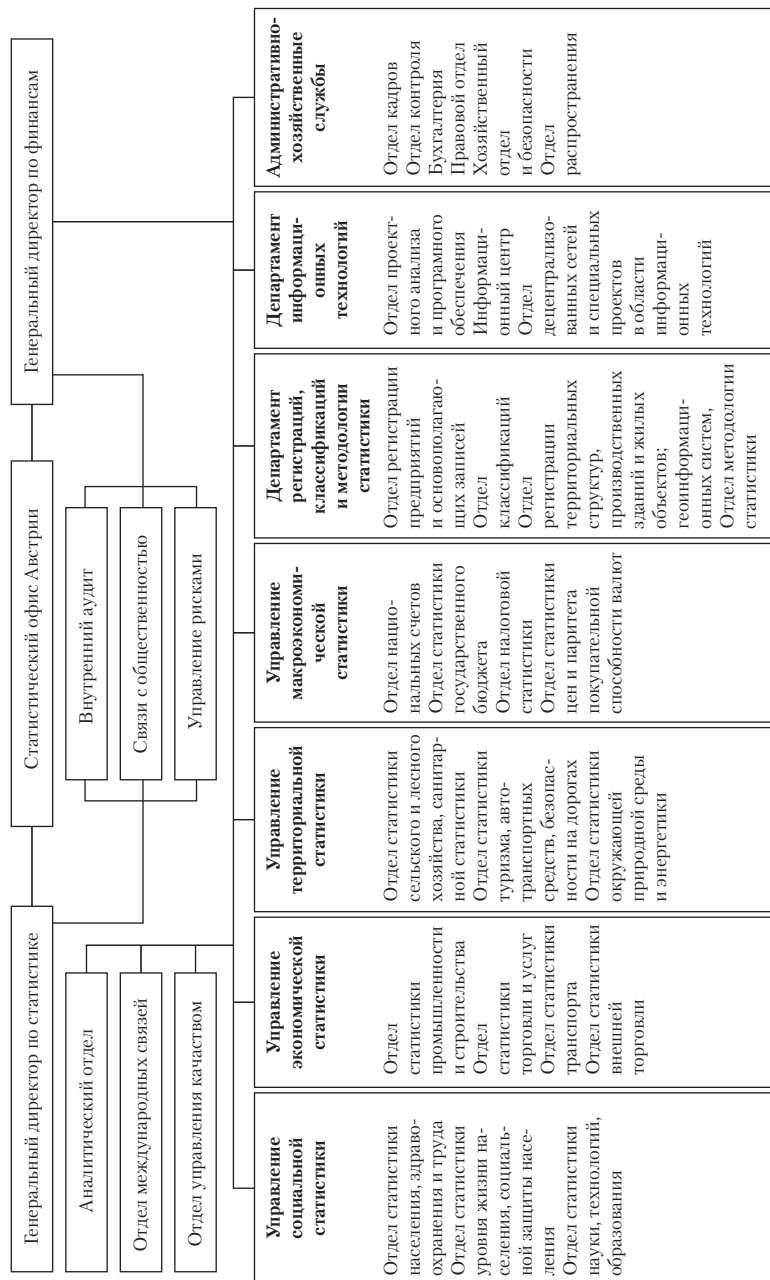 Генеральный директор по статистике
Статистический офис Австрии
Генеральный директор по финансам
Аналитический отдел
Отдел международных связей
Отдел управления качаством
Внутренний аудит
Связи с общественностью
Управление рисками
Управление
социальной
статистики
Отдел статистики
населения, здраво-
охранения и труда
Отдел статистики
уровня жизни на-
селения, социаль-
ной защиты насе-
ления
Отдел статистики
науки, технологий,
образования
Управление
экономической
статистики
Отдел
статистики
промышленности
и строительства
Отдел
статистики
торговли и услуг
Отдел статистики
транспорта
Отдел статистики
внешней
торговли
Управление
территориальной
статистики
Отдел статистики
сельского и лесного
хозяйства, санитар-
ной статистики
Отдел статистики
туризма, авто-
транспортных
средств, безопас-
ности на дорогах
Отдел статистики
окружающей
природной среды
и энергетики
Управление
макроэкономи-
ческой
статистики
Отдел нацио-
нальных счетов
Отдел статистики
государственного
бюджета
Отдел налоговой
статистики
Отдел статистики
цен и паритета
покупательной
способности валют
Департамент
регистраций,
классификаций
и методологии
статистики
Отдел регистрации
предприятий
и основополагаю-
щих записей
Отдел
классификаций
Отдел
регистрации
территориальных
структур,
производственных
зданий и жилых
объектов;
геоинформаци-
онных систем,
Отдел методологии
статистики
Департамент
информаци-
онных
технологий
Отдел проект-
ного анализа
и програмного
обеспечения
Информаци-
онный центр
Отдел
децентрализо-
ванных сетей
и специальных
проектов
в области
информаци-
онных
технологий
Административно-
хозяйственные
службы
Отдел кадров
Отдел контроля
Бухгалтерия
Правовой отдел
Хозяйственный
отдел
и безопасности
Отдел
распространения